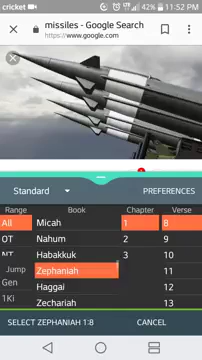 cricket 42% 11:52 PM
missiles - Google Search
https://www.google.com
Standard PREFERENCES
Range Book Chapter Verse
All Micah 1 8
OT Nahum 2 9
NT Habakkuk 3 10
Jump Zephaniah 11
Gen Haggai 12
1Ki Zechariah 13
SELECT ZEPHANIAH 1:8 CANCEL